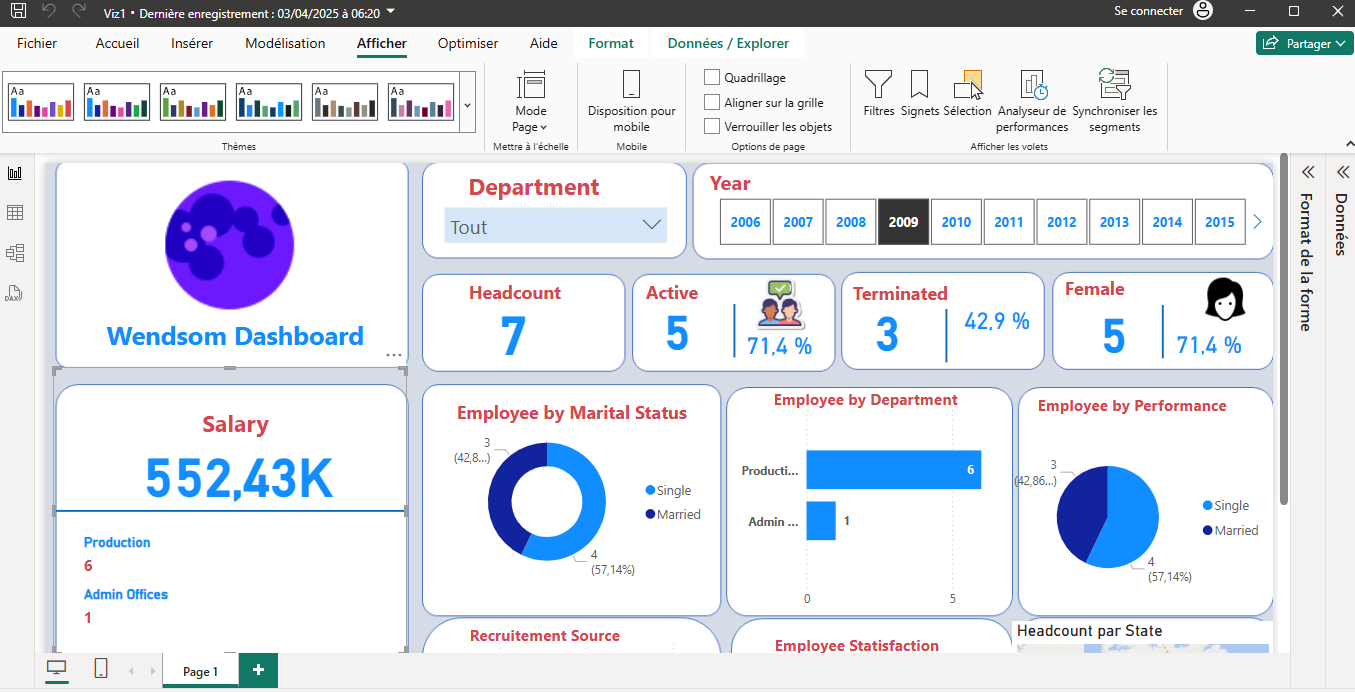 Viz1 • Dernière enregistrement : 03/04/2025 à 06:20
Se connecter
Fichier
Accueil
Insérer
Modélisation
Afficher
Optimiser
Aide
Format
Données / Explorer
Partager
Aa
Aa
Aa
Aa
Aa
Aa
Thèmes
Mode
Page
Mettre à l'échelle
Disposition pour
mobile
Mobile
Quadrillage
Aligner sur la grille
Verrouiller les objets
Options de page
Filtres
Signets
Sélection
Analyseur de
performances
Synchroniser les
segments
Afficher les volets
DAX
Wendsom Dashboard
Department
Tout
Year
2006
2007
2008
2009
2010
2011
2012
2013
2014
2015
Headcount
7
Active
5
71,4 %
Terminated
3
42,9 %
Female
5
71,4 %
Salary
552,43K
Production
6
Admin Offices
1
Employee by Marital Status
3
(42,8...)
4
(57,14%)
Single
Married
Employee by Department
Producti...
6
Admin ...
1
0
5
Employee by Performance
3
(42,86...)
4
(57,14%)
Single
Married
Recruitment Source
Employee Satisfaction
Headcount par State
Format de la forme
Données
Page 1